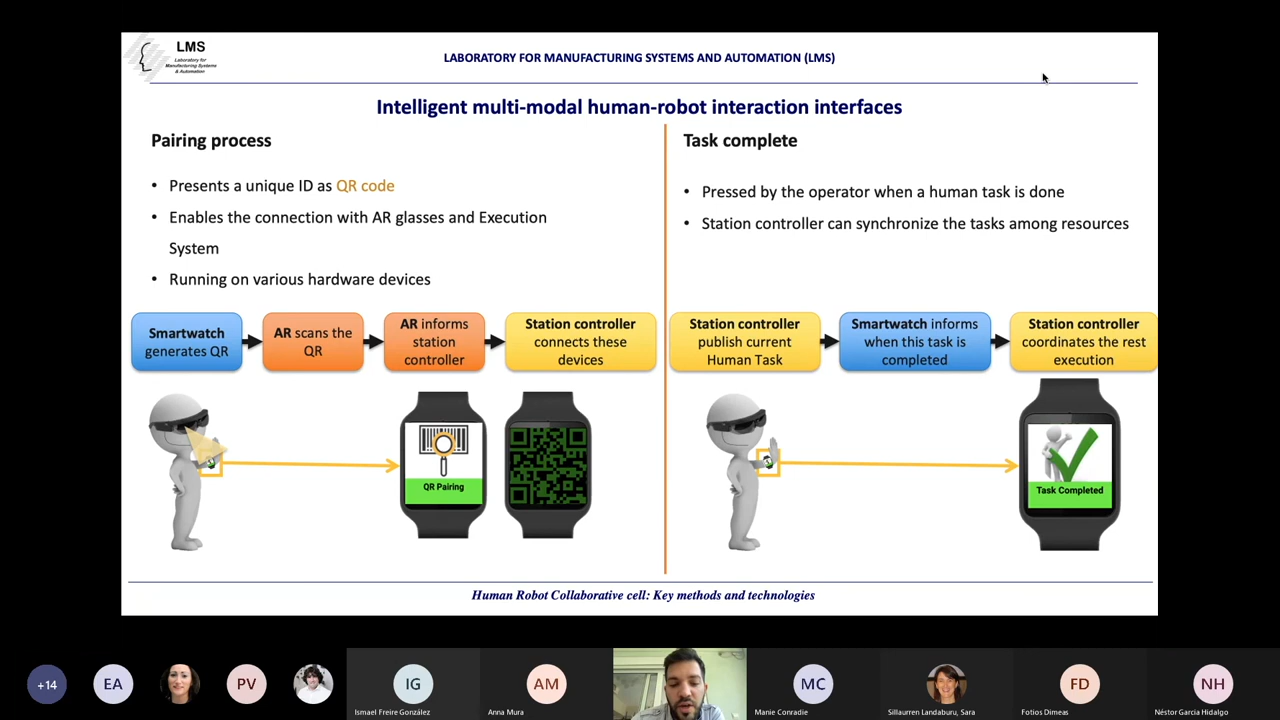 LMS
Laboratory for
Manufacturing Systems
& Automation
LABORATORY FOR MANUFACTURING SYSTEMS AND AUTOMATION (LMS)
Intelligent multi-modal human-robot interaction interfaces
Pairing process
• Presents a unique ID as QR code
• Enables the connection with AR glasses and Execution
System
• Running on various hardware devices
Task complete
• Pressed by the operator when a human task is done
• Station controller can synchronize the tasks among resources
Smartwatch
generates QR
AR scans the
QR
AR informs
station
controller
Station controller
connects these
devices
Station controller
publish current
Human Task
Smartwatch informs
when this task is
completed
Station controller
coordinates the rest
execution
QR Pairing
Task Completed
Human Robot Collaborative cell: Key methods and technologies
+14
EA
PV
IG
Ismael Freire González
AM
Anna Mura
MC
Manie Conradie
Sillaurren Landaburu, Sara
FD
Fotios Dimeas
NH
Néstor García Hidalgo